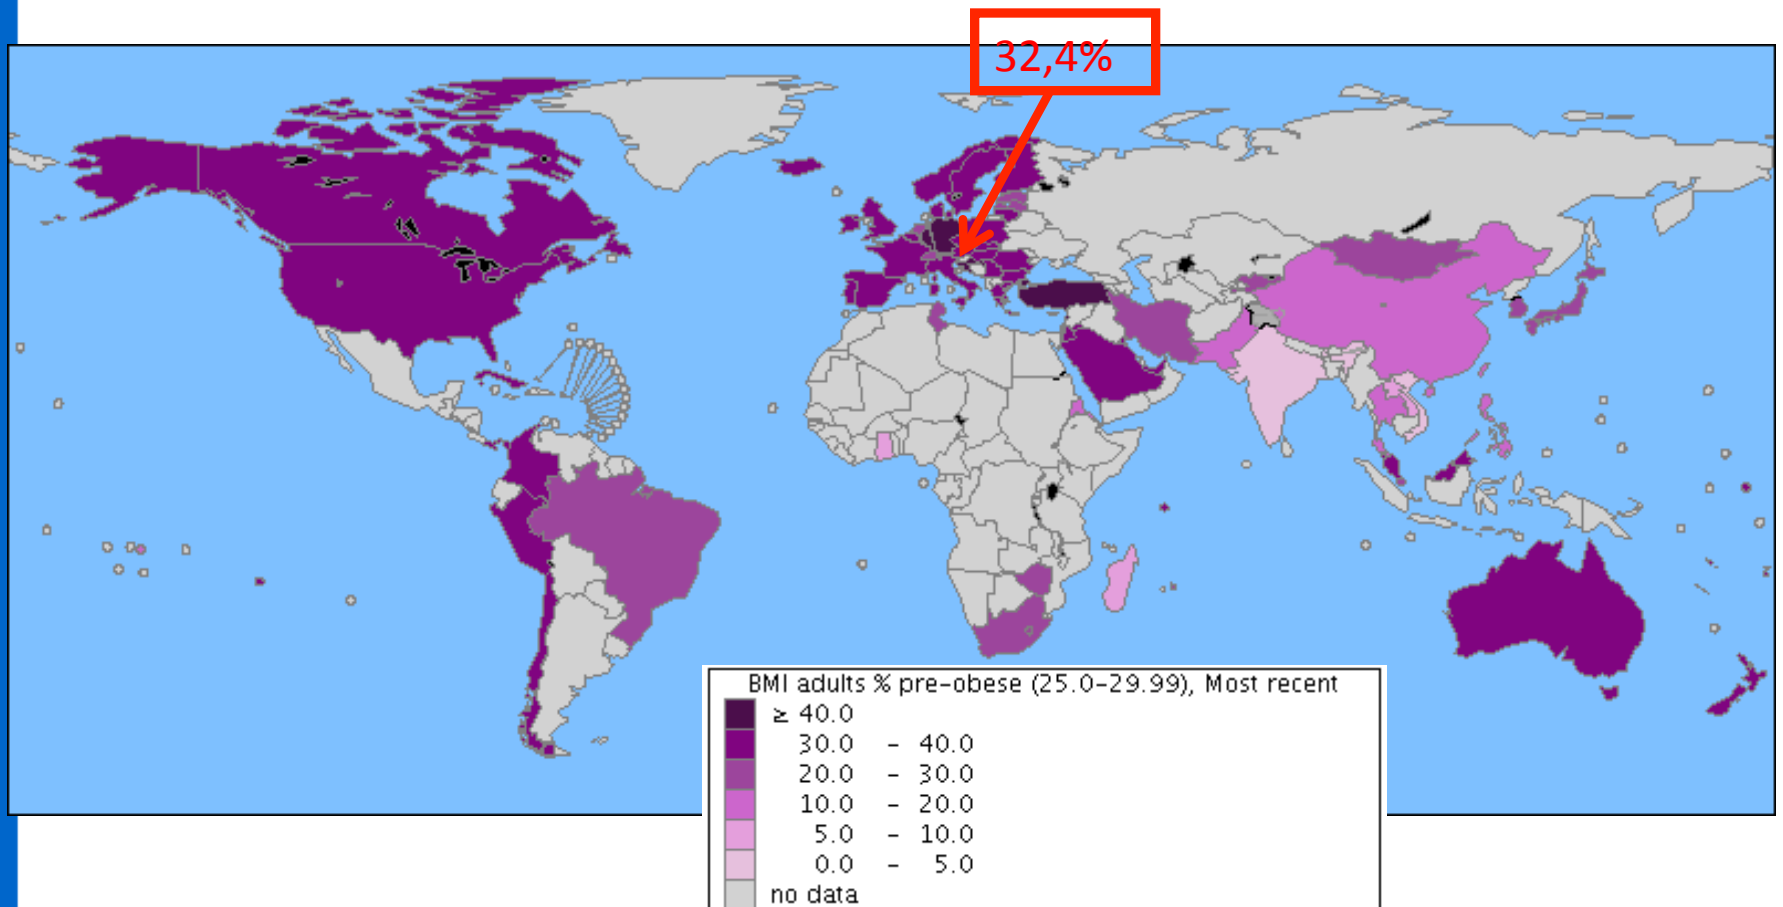 32,4%
BMI adults % pre-obese (25.0-29.99), Most recent
≥ 40.0
30.0 - 40.0
20.0 - 30.0
10.0 - 20.0
5.0 - 10.0
0.0 - 5.0
no data